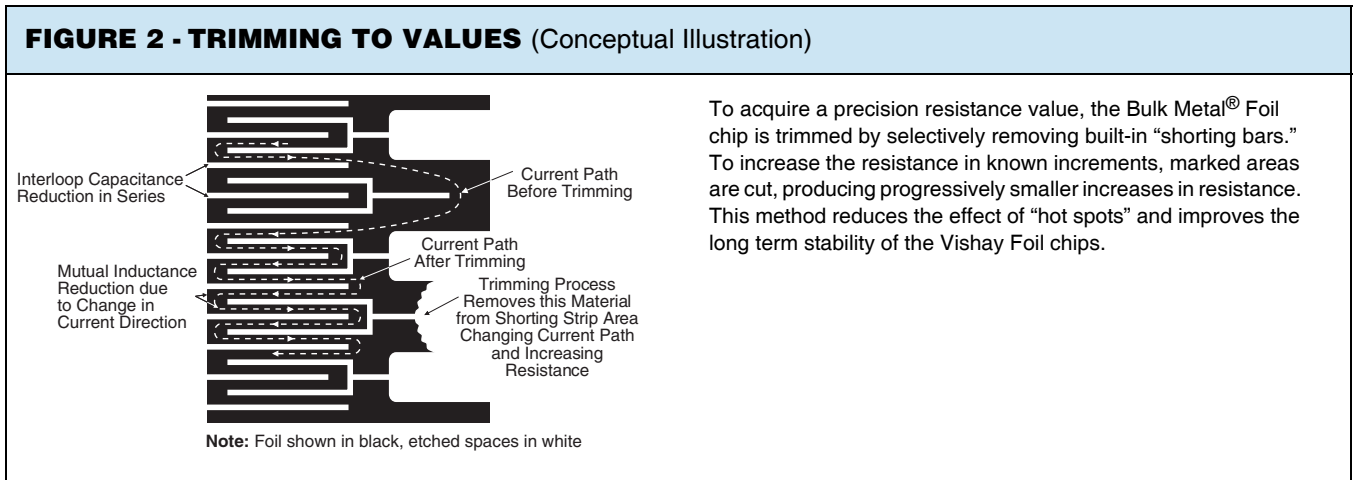 FIGURE 2 - TRIMMING TO VALUES (Conceptual Illustration)
Interloop Capacitance
Reduction in Series
Mutual Inductance
Reduction due
to Change in
Current Direction
Current Path
Before Trimming
Current Path
After Trimming
Trimming Process
Removes this Material
from Shorting Strip Area
Changing Current Path
and Increasing
Resistance
Note: Foil shown in black, etched spaces in white
To acquire a precision resistance value, the Bulk Metal® Foil
chip is trimmed by selectively removing built-in “shorting bars.”
To increase the resistance in known increments, marked areas
are cut, producing progressively smaller increases in resistance.
This method reduces the effect of “hot spots” and improves the
long term stability of the Vishay Foil chips.